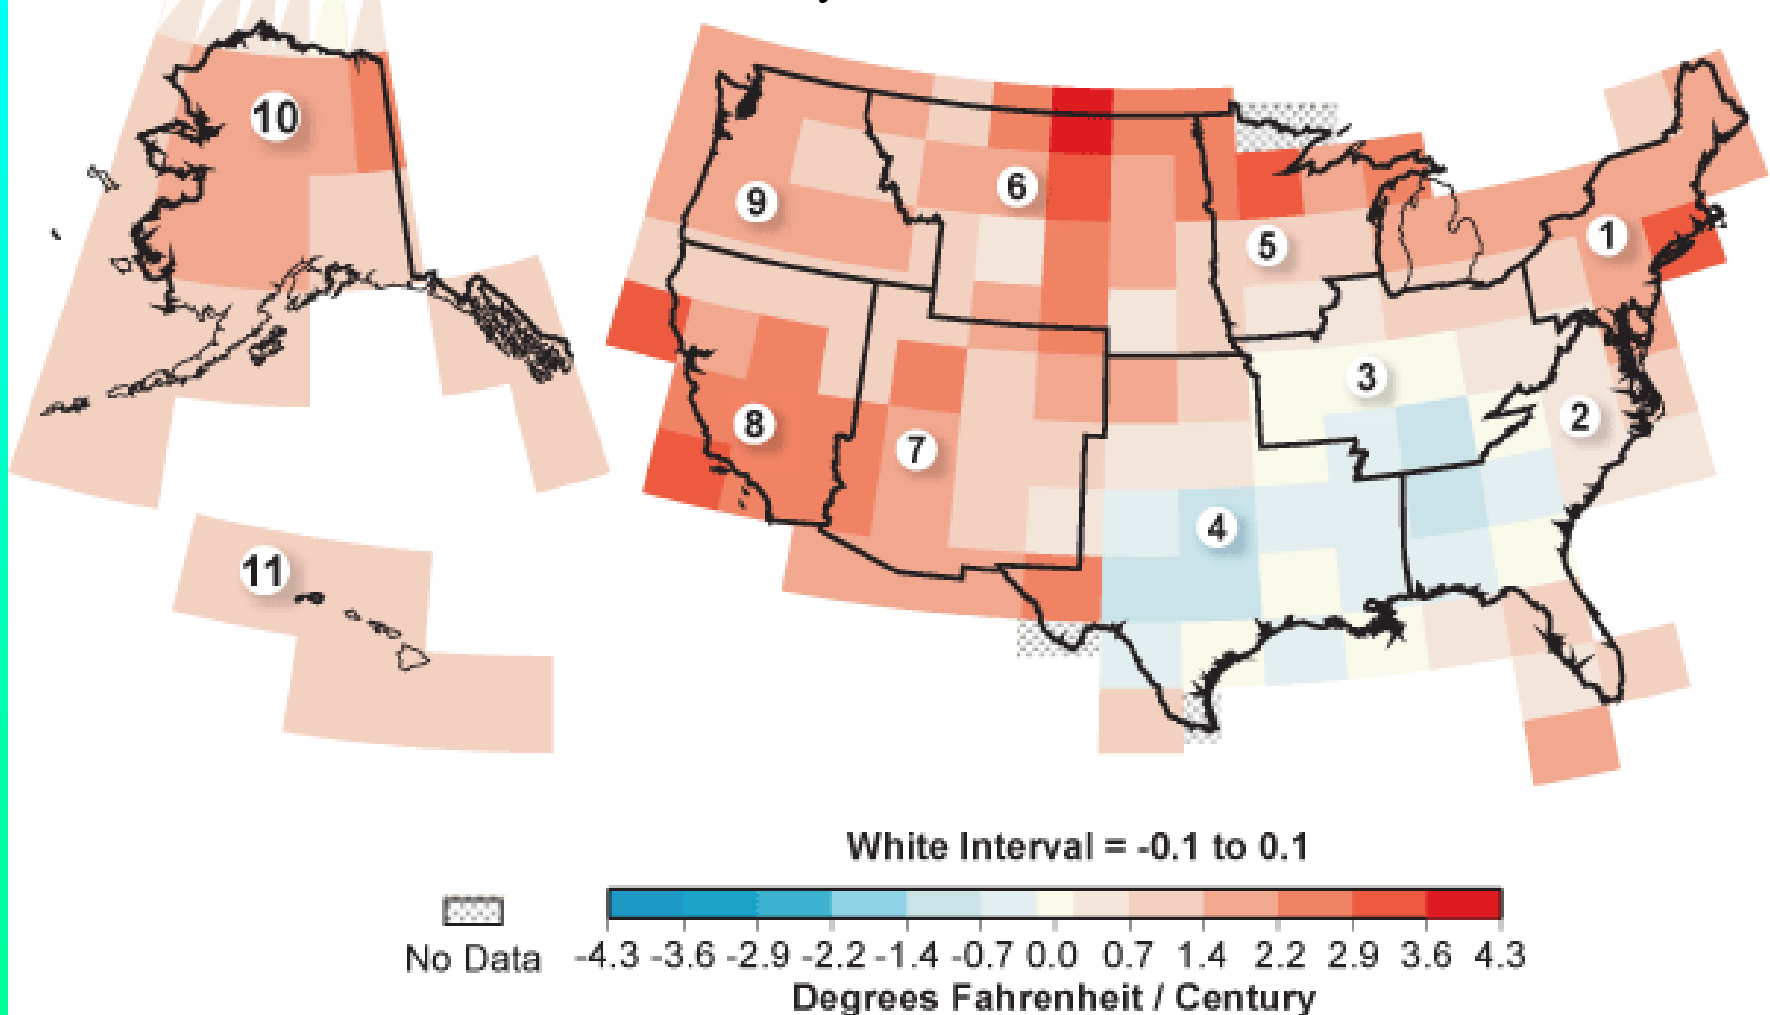 10
6
9
5
1
3
2
8
7
4
11
White Interval = -0.1 to 0.1
No Data
-4.3 -3.6 -2.9 -2.2 -1.4 -0.7 0.0 0.7 1.4 2.2 2.9 3.6 4.3
Degrees Fahrenheit / Century